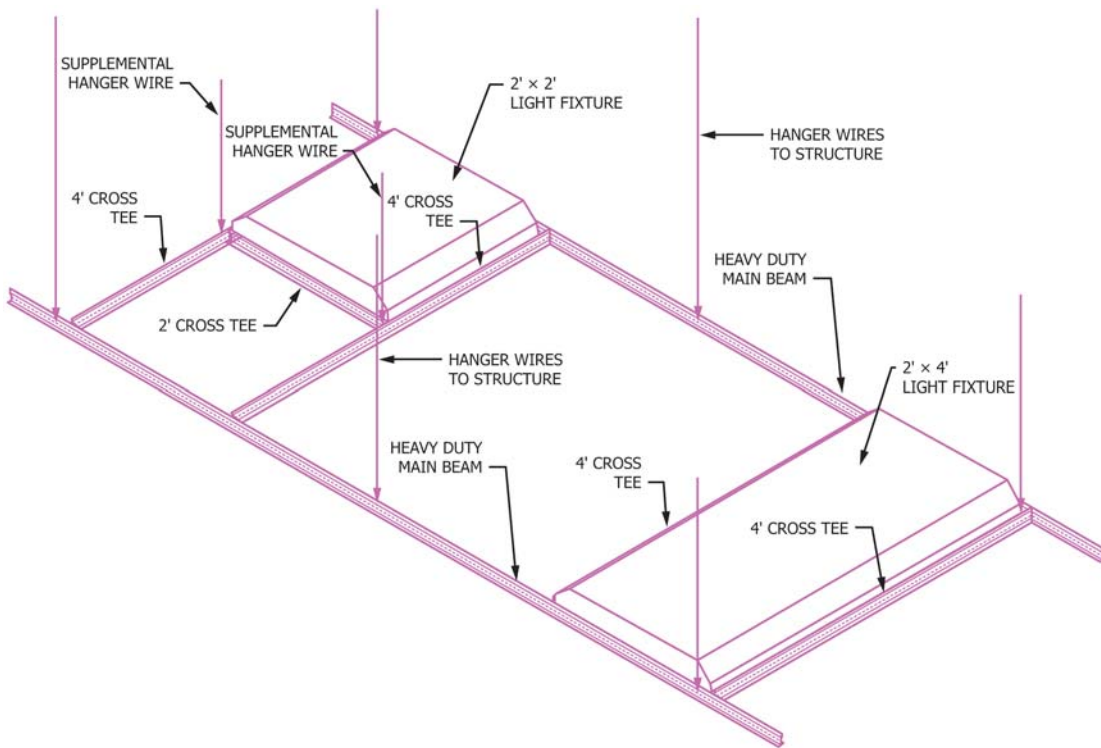 SUPPLEMENTAL
HANGER WIRE
2' × 2'
LIGHT FIXTURE
SUPPLEMENTAL
HANGER WIRE
HANGER WIRES
TO STRUCTURE
4' CROSS
TEE
4' CROSS
TEE
HEAVY DUTY
MAIN BEAM
2' CROSS TEE
HANGER WIRES
TO STRUCTURE
2' × 4'
LIGHT FIXTURE
HEAVY DUTY
MAIN BEAM
4' CROSS
TEE
4' CROSS TEE